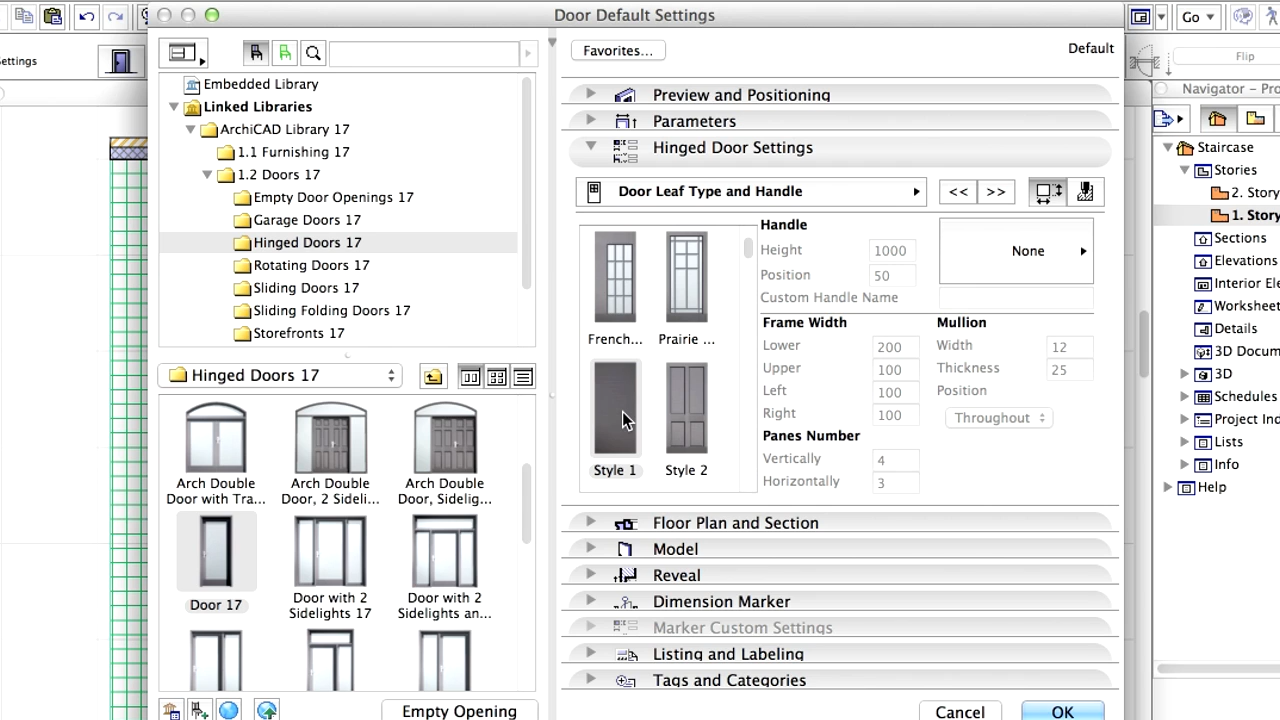 Door Default Settings
Go
Settings
Flip
Favorites...
Default
Embedded Library
Linked Libraries
ArchiCAD Library 17
1.1 Furnishing 17
1.2 Doors 17
Empty Door Openings 17
Garage Doors 17
Hinged Doors 17
Rotating Doors 17
Sliding Doors 17
Sliding Folding Doors 17
Storefronts 17
Hinged Doors 17
Arch Double
Door with Tra...
Arch Double
Door, 2 Sideli...
Arch Double
Door, Sidelig...
Door 17
Door with 2
Sidelights 17
Door with 2
Sidelights an...
Empty Opening
Preview and Positioning
Parameters
Hinged Door Settings
Door Leaf Type and Handle
<<
>>
French...
Prairie ...
Style 1
Style 2
Handle
Height 1000
Position 50
Custom Handle Name
None
Frame Width
Lower 200
Upper 100
Left 100
Right 100
Panes Number
Vertically 4
Horizontally 3
Mullion
Width 12
Thickness 25
Position
Throughout
Floor Plan and Section
Model
Reveal
Dimension Marker
Marker Custom Settings
Listing and Labeling
Tags and Categories
Cancel
OK
Navigator - Pro
Staircase
Stories
2. Story
1. Story
Sections
Elevations
Interior Ele
Worksheet
Details
3D Docum
3D
Schedules
Project Ind
Lists
Info
Help